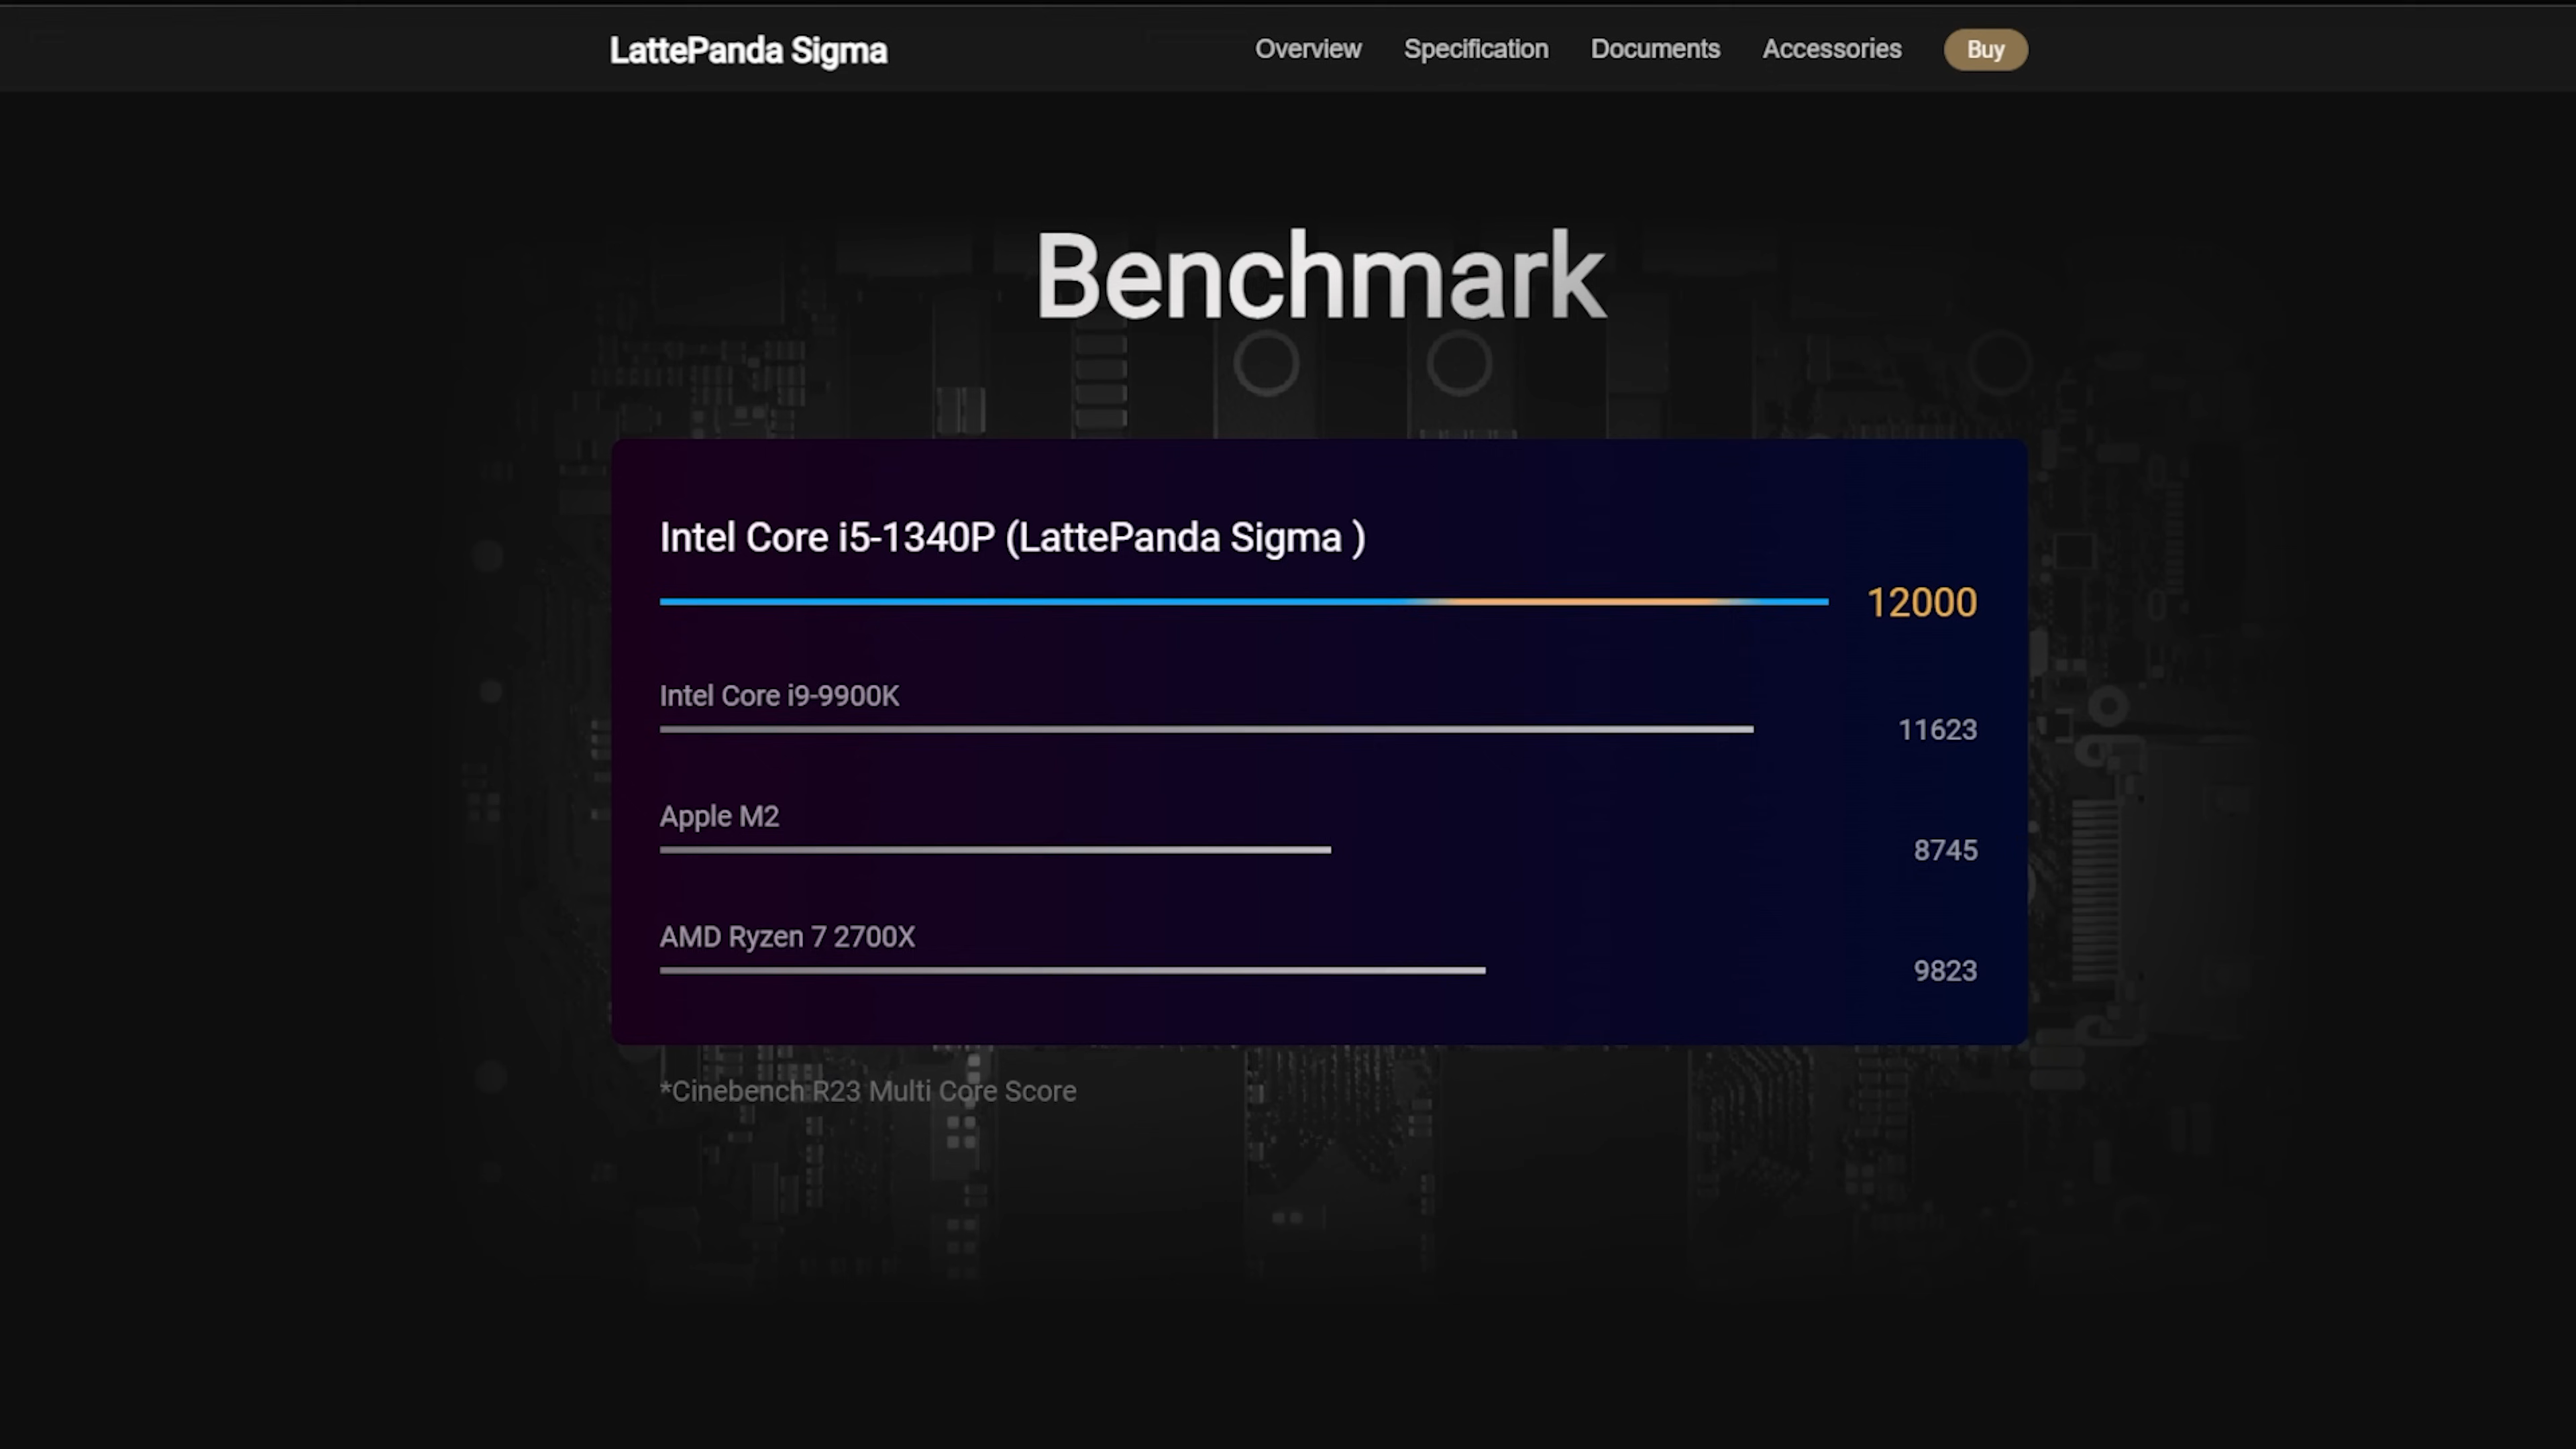 LattePanda Sigma
Overview
Specification
Documents
Accessories
Buy
Benchmark
Intel Core i5-1340P (LattePanda Sigma )
12000
Intel Core i9-9900K
11623
Apple M2
8745
AMD Ryzen 7 2700X
9823
*Cinebench R23 Multi Core Score